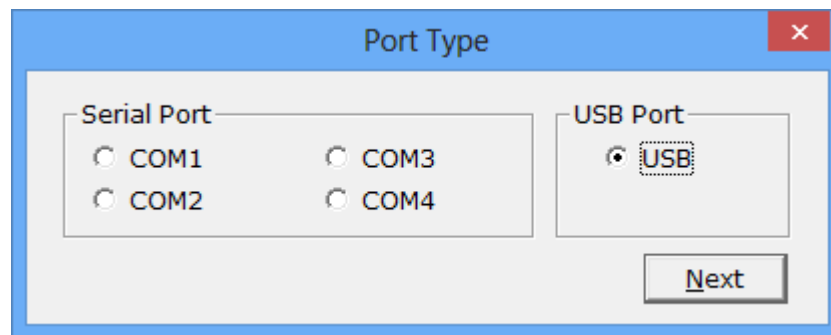 Port Type
Serial Port
COM1 COM3
COM2 COM4
USB Port
USB
Next